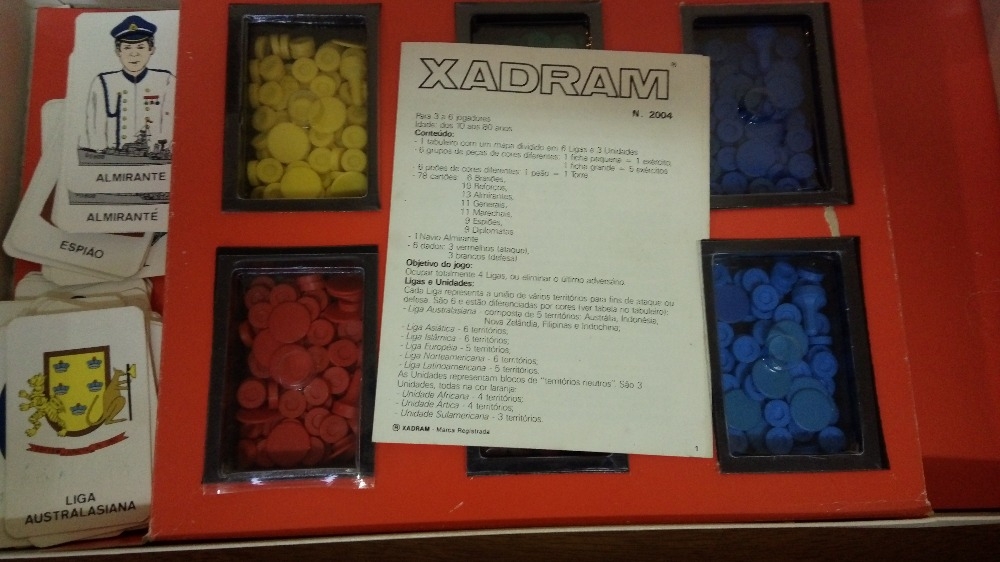 XADRAM®
N. 2004
Para 3 a 6 jogadores
Idade: dos 10 aos 80 anos
Conteúdo:
- 1 tabuleiro com um mapa dividido em 6 Ligas e 3 Unidades
- 6 grupos de peças de cores diferentes: 1 ficha pequena = 1 exército
1 ficha grande = 5 exércitos
- 6 piões de cores diferentes: 1 peão = 1 Torre
- 78 cartões: 6 Brasões,
19 Reforços,
13 Almirantes,
11 Generais,
11 Marechais,
9 Espiões,
9 Diplomatas
- 1 Navio Almirante
- 6 dados: 3 vermelhos (ataque),
3 brancos (defesa)
Objetivo do jogo:
Ocupar totalmente 4 Ligas, ou eliminar o último adversário.
Ligas e Unidades:
Cada Liga representa a união de vários territórios para fins de ataque ou
defesa. São 6 e estão diferenciadas por cores (ver tabela no tabuleiro):
- Liga Australasiana - composta de 5 territórios: Austrália, Indonésia,
Nova Zelândia, Filipinas e Indochina;
- Liga Asiática - 6 territórios;
- Liga Islâmica - 6 territórios;
- Liga Européia - 5 territórios;
- Liga Norteamericana - 6 territórios;
- Liga Latinoamericana - 5 territórios.
As Unidades representam blocos de "territórios neutros". São 3
Unidades, todas na cor laranja:
- Unidade Africana - 4 territórios;
- Unidade Ártica - 4 territórios;
- Unidade Sulamericana - 3 territórios.
® XADRAM - Marca Registrada
1
ALMIRANTE
ALMIRANTE
ESPIÃO
LIGA
AUSTRALASIANA